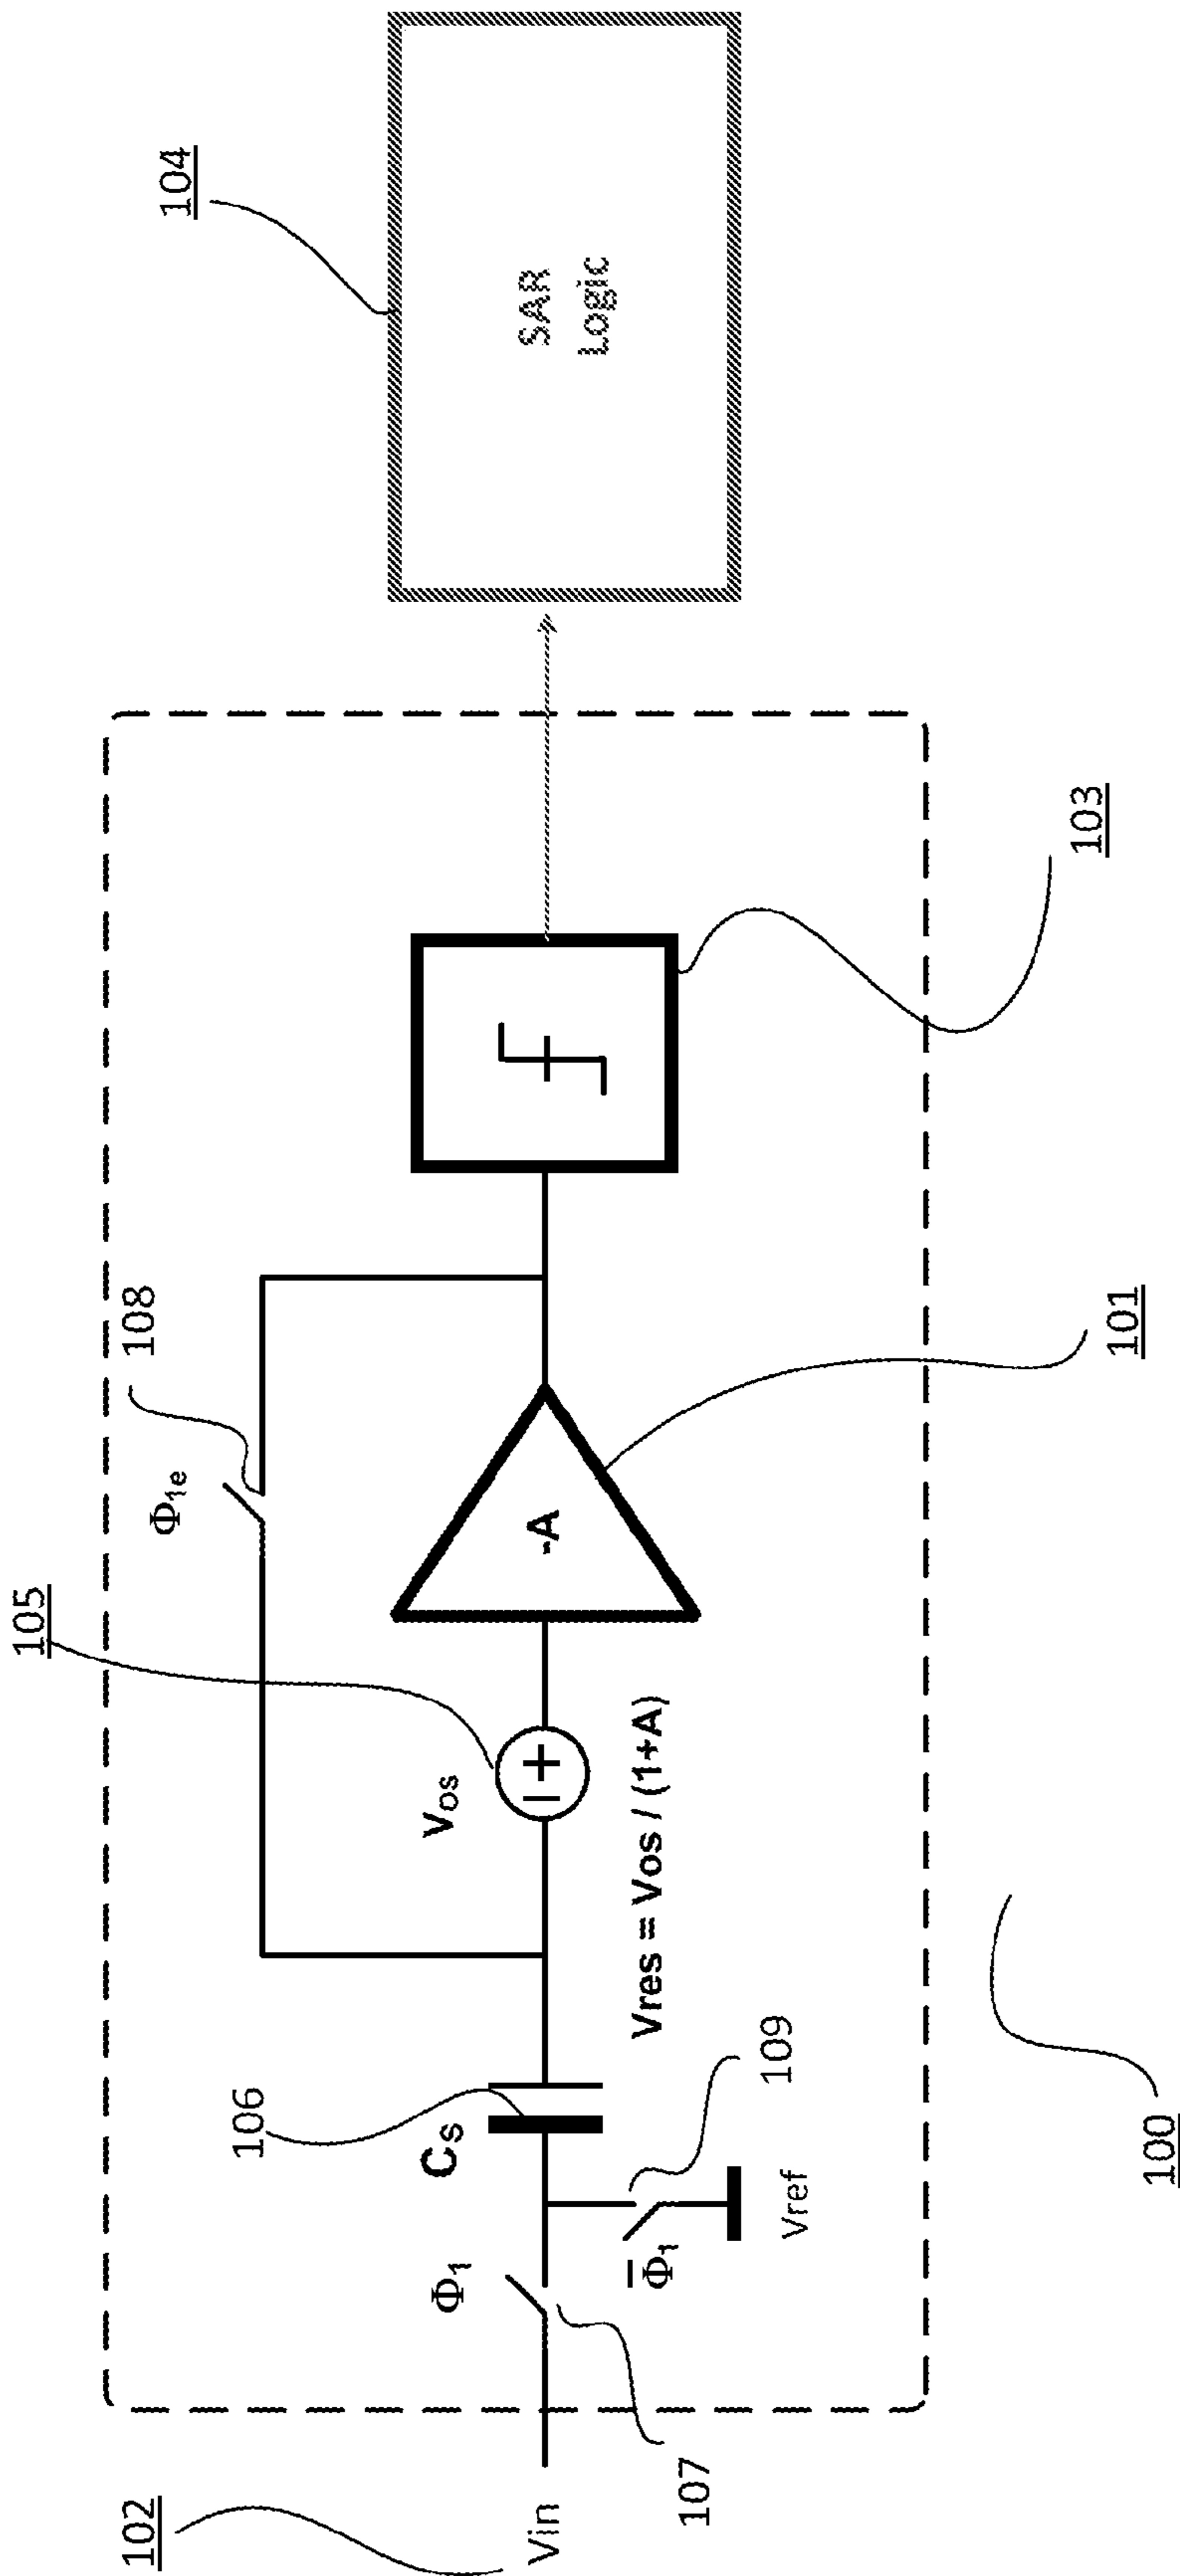 102
Vin
107
Φ1
Φ̅1
109
Vref
Cs
106
100
Vres = Vos / (1+A)
Vos
105
Φ1e
108
-A
101
103
104
SAR
Logic